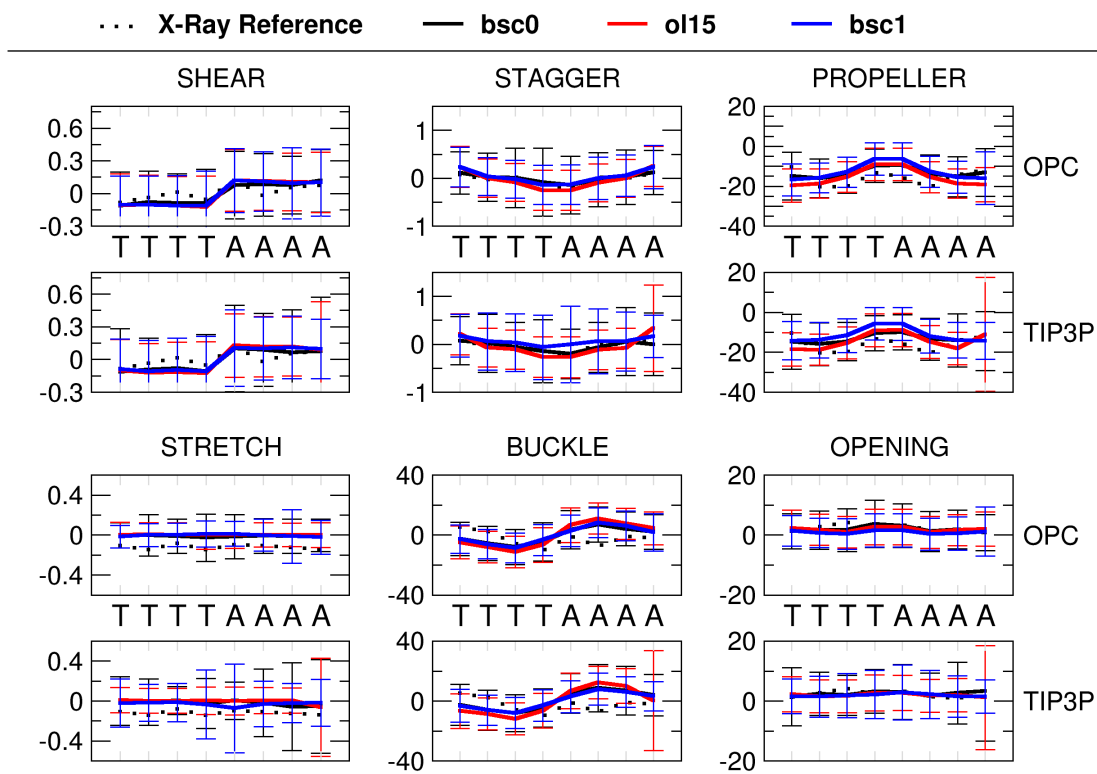 X-Ray Reference bsc0 ol15 bsc1
SHEAR STAGGER PROPELLER
0.6 0.3 0 -0.3 1 0 -1 20 0 -20 -40 OPC
T T T T A A A A T T T T A A A A T T T T A A A A
0.6 0.3 0 -0.3 1 0 -1 20 0 -20 -40 TIP3P
STRETCH BUCKLE OPENING
0.4 0 -0.4 40 0 -40 20 0 20 OPC
T T T T A A A A T T T T A A A A T T T T A A A A
0.4 0 -0.4 40 0 -40 20 0 -20 TIP3P